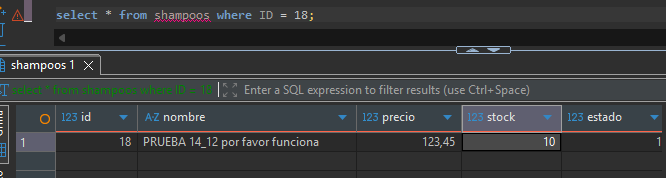 select * from shampoos where ID = 18;
shampoos 1
select * from shampoos where ID = 18
Enter a SQL expression to filter results (use Ctrl+Space)
123 id
A-Z nombre
123 precio
123 stock
123 estado
1
18
PRUEBA 14_12 por favor funciona
123,45
10
1